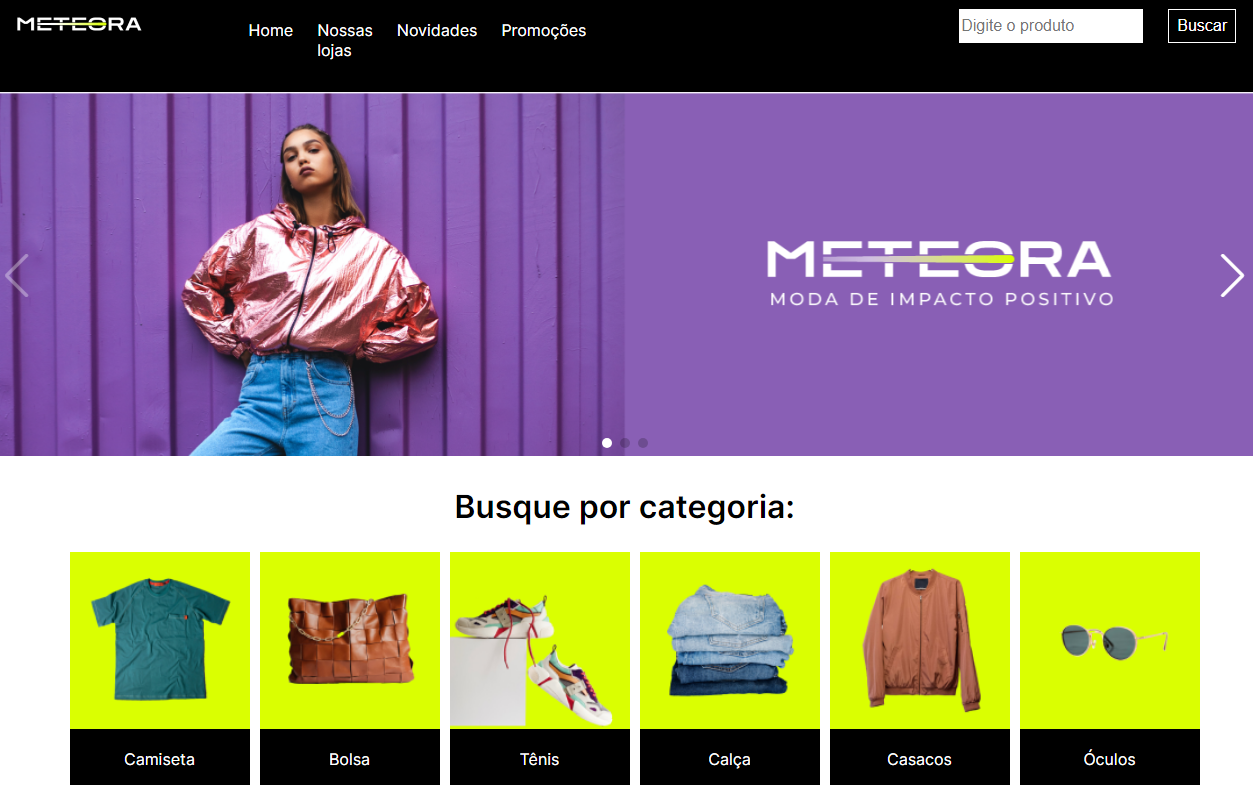 METEORA
Home
Nossas
lojas
Novidades
Promoções
Digite o produto
Buscar
METEORA
MODA DE IMPACTO POSITIVO
Busque por categoria:
Camiseta
Bolsa
Tênis
Calça
Casacos
Óculos